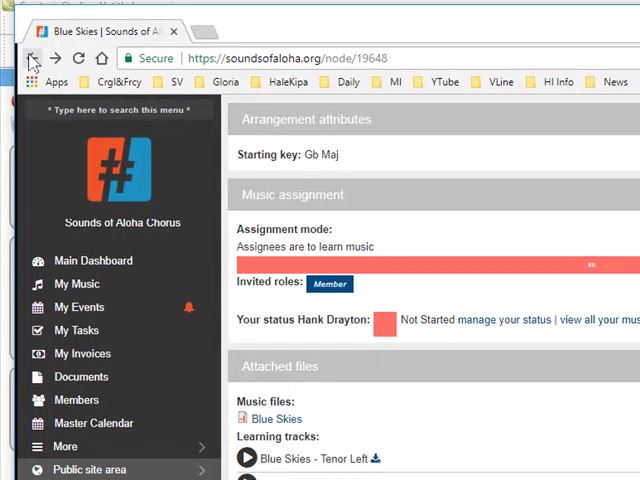 Blue Skies | Sounds of Al
Secure https://soundsofaloha.org/node/19648
Apps Crgl&Frcy SV Gloria HaleKipa Daily MI YTube VLine HI Info News
* Type here to search this menu *
#
Sounds of Aloha Chorus
Main Dashboard
My Music
My Events
My Tasks
My Invoices
Documents
Members
Master Calendar
More
Public site area
Arrangement attributes
Starting key: Gb Maj
Music assignment
Assignment mode:
Assignees are to learn music
Invited roles: Member
Your status Hank Drayton: Not Started manage your status | view all your mus
Attached files
Music files:
Blue Skies
Learning tracks:
Blue Skies - Tenor Left